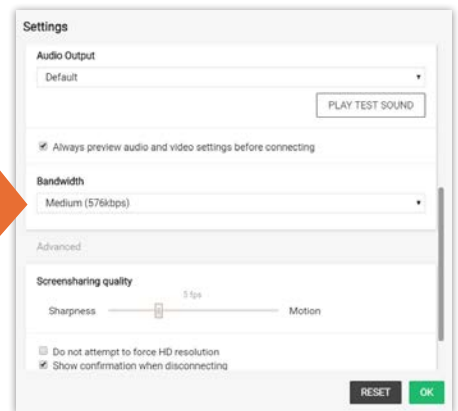 Settings
Audio Output
Default
PLAY TEST SOUND
Always preview audio and video settings before connecting
Bandwidth
Medium (576kbps)
Advanced
Screensharing quality
5 fps
Sharpness Motion
Do not attempt to force HD resolution
Show confirmation when disconnecting
RESET OK